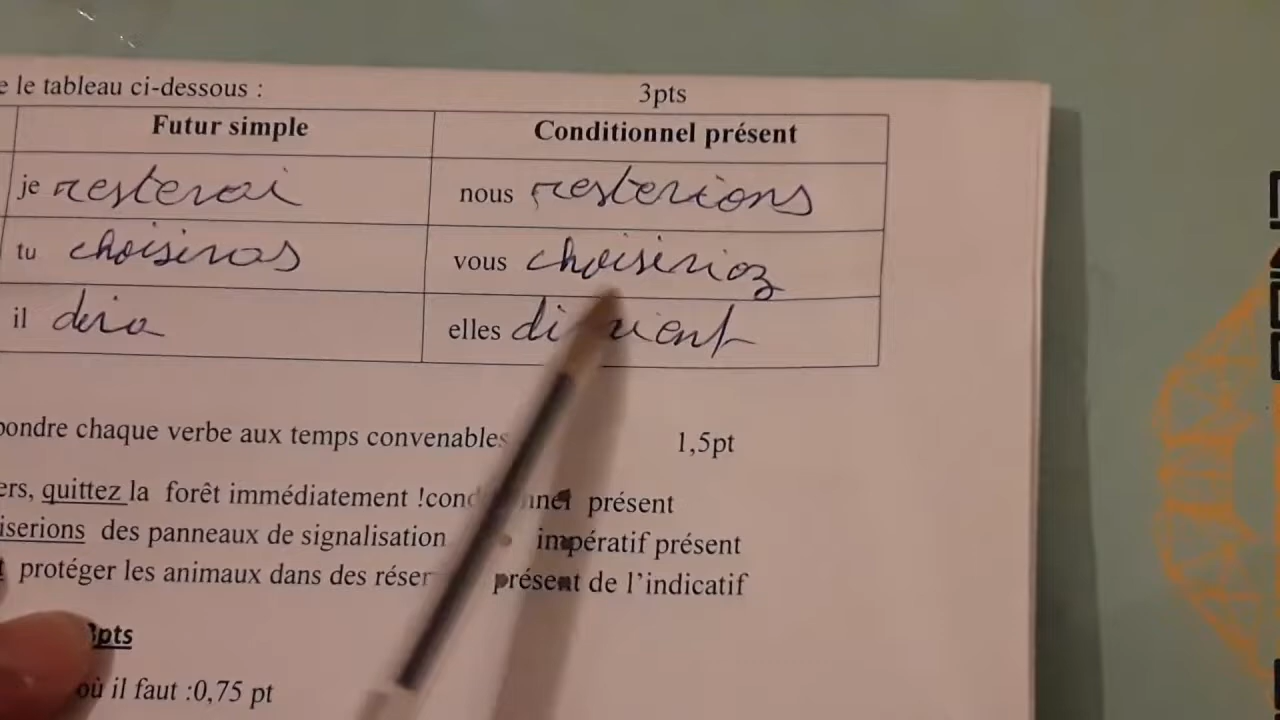 e le tableau ci-dessous : 3pts
Futur simple Conditionnel présent
je resterai nous resterions
tu choisiras vous choisirioz
il dira elles di rient
pondre chaque verbe aux temps convenables 1,5pt
ers, quittez la forêt immédiatement !cond nnel présent
iserions des panneaux de signalisation impératif présent
t protéger les animaux dans des réser présent de l’indicatif
3pts
où il faut :0,75 pt